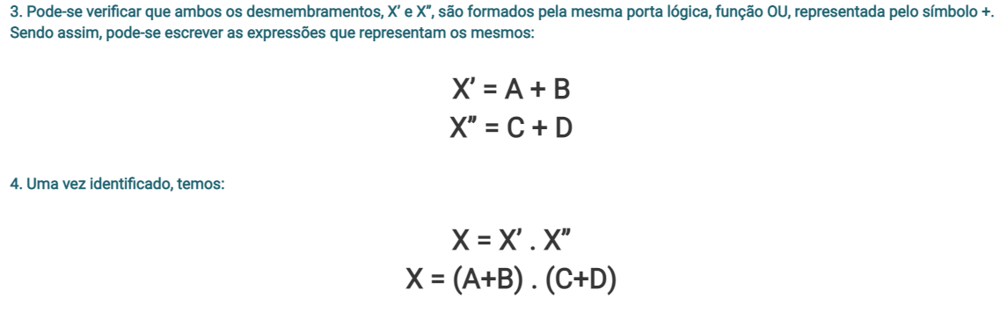 3. Pode-se verificar que ambos os desmembramentos, X’ e X”, são formados pela mesma porta lógica, função OU, representada pelo símbolo +.
Sendo assim, pode-se escrever as expressões que representam os mesmos:
X’ = A + B
X” = C + D
4. Uma vez identificado, temos:
X = X’ . X”
X = (A+B) . (C+D)